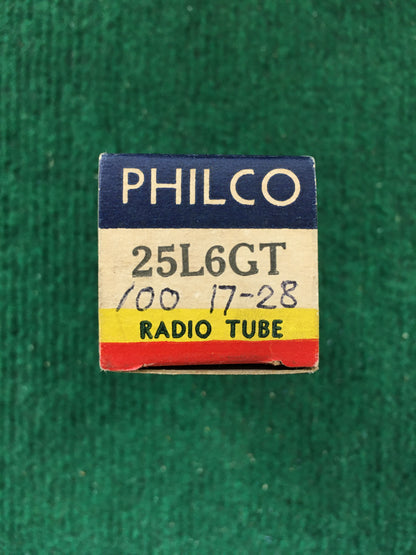 PHILCO
25L6GT
100 17-28
RADIO TUBE